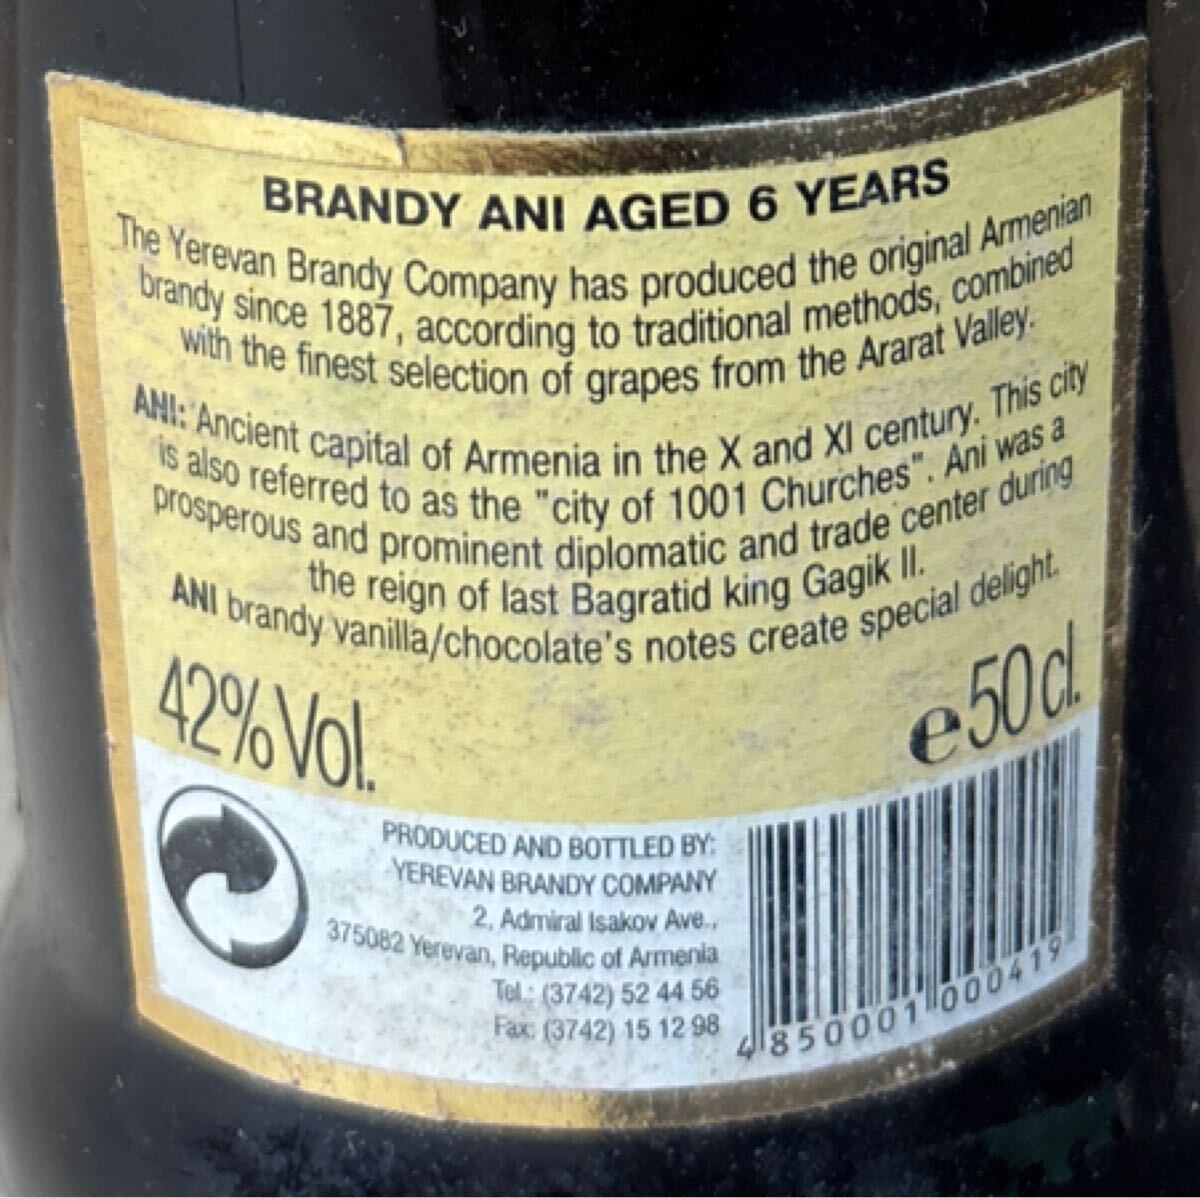 BRANDY ANI AGED 6 YEARS
The Yerevan Brandy Company has produced the original Armenian
brandy since 1887, according to traditional methods, combined
with the finest selection of grapes from the Ararat Valley.
ANI: Ancient capital of Armenia in the X and XI century. This city
is also referred to as the "city of 1001 Churches". Ani was a
prosperous and prominent diplomatic and trade center during
the reign of last Bagratid king Gagik II.
ANI brandy vanilla/chocolate's notes create special delight.
42% Vol.
e 50 cl.
PRODUCED AND BOTTLED BY:
YEREVAN BRANDY COMPANY
2, Admiral Isakov Ave.,
375082 Yerevan, Republic of Armenia
Tel.: (3742) 52 44 56
Fax: (3742) 15 12 98
4 850001 000419